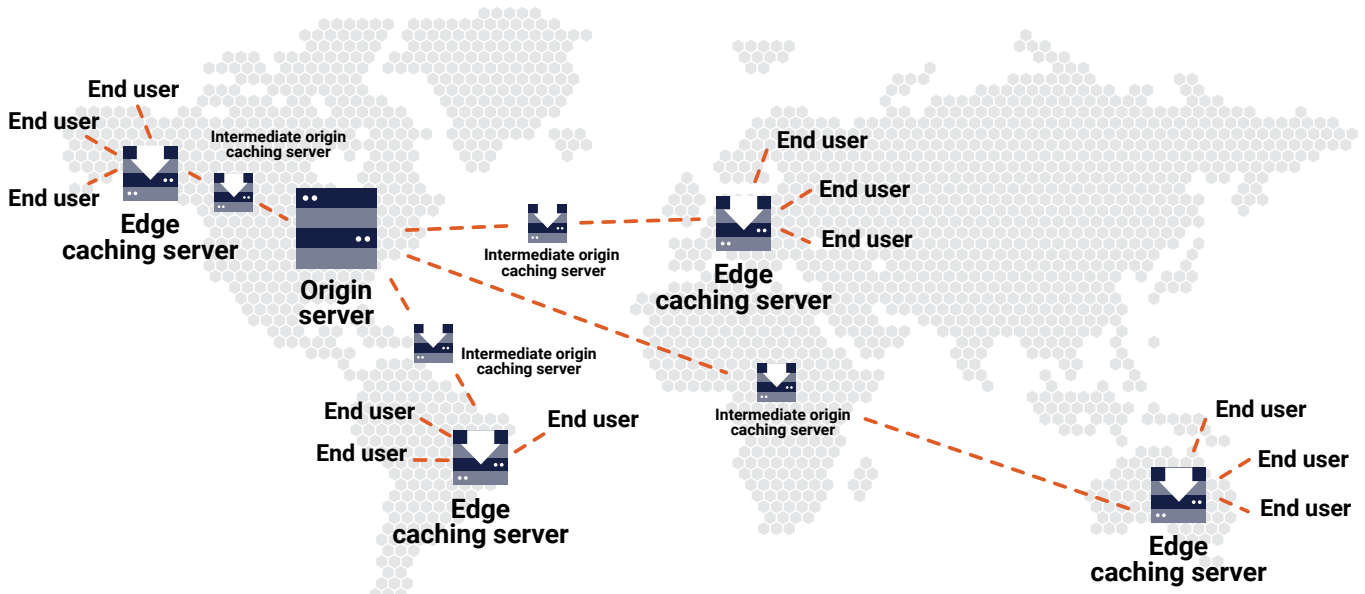 End user
End user
End user
Intermediate origin
caching server
Edge
caching server
Origin
server
Intermediate origin
caching server
End user
End user
End user
Edge
caching server
Intermediate origin
caching server
End user
End user
End user
Edge
caching server
Intermediate origin
caching server
End user
End user
End user
Edge
caching server